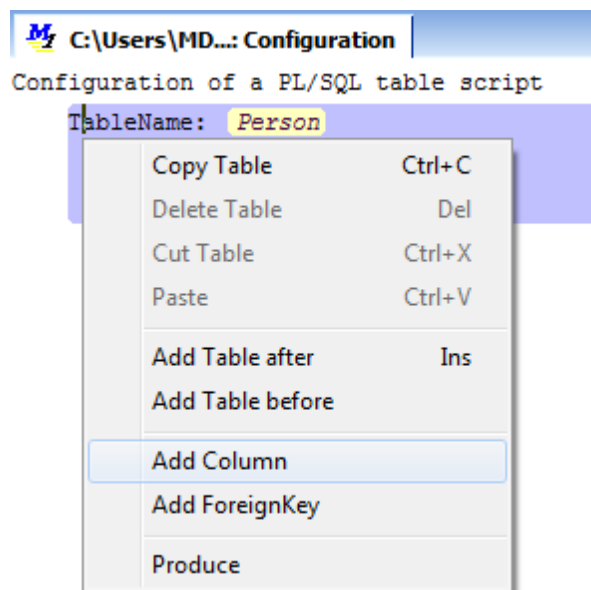 C:\Users\MD...: Configuration
Configuration of a PL/SQL table script
TableName: Person
Copy Table Ctrl+C
Delete Table Del
Cut Table Ctrl+X
Paste Ctrl+V
Add Table after Ins
Add Table before
Add Column
Add ForeignKey
Produce